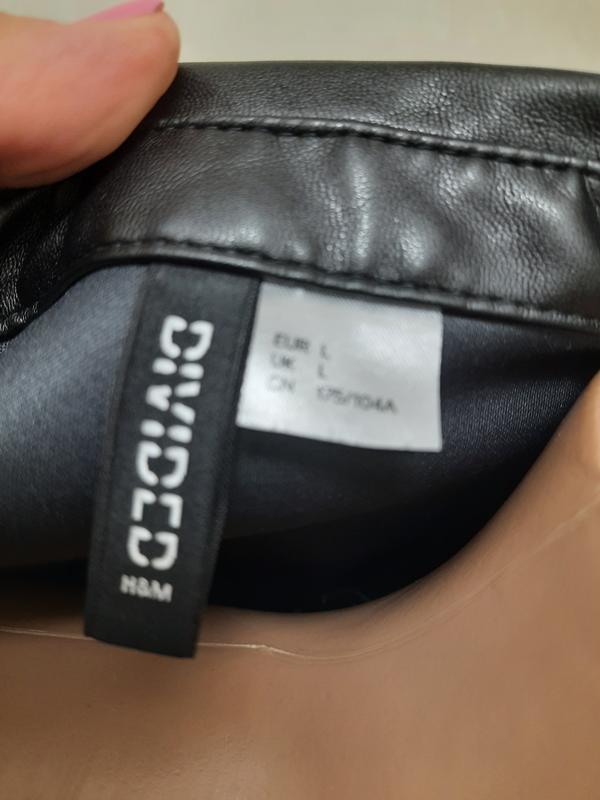 DIVIDED
H&M
EUR L
UK L
CN 175/104A